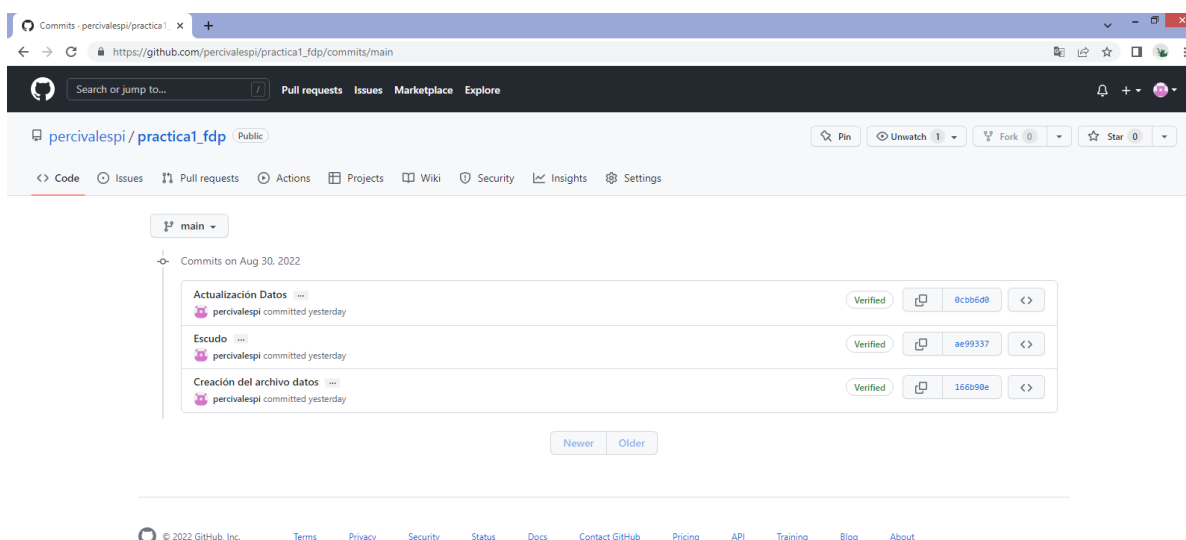 Commits · percivalespi/practica1_
https://github.com/percivalespi/practica1_fdp/commits/main
Search or jump to... / Pull requests Issues Marketplace Explore
percivalespi / practica1_fdp Public Pin Unwatch 1 Fork 0 Star 0
Code Issues Pull requests Actions Projects Wiki Security Insights Settings
main
Commits on Aug 30, 2022
Actualización Datos ...
percivalespi committed yesterday
Verified 0cbb6d0
Escudo ...
percivalespi committed yesterday
Verified ae99337
Creación del archivo datos ...
percivalespi committed yesterday
Verified 166b90e
Newer Older
© 2022 GitHub, Inc. Terms Privacy Security Status Docs Contact GitHub Pricing API Training Blog About